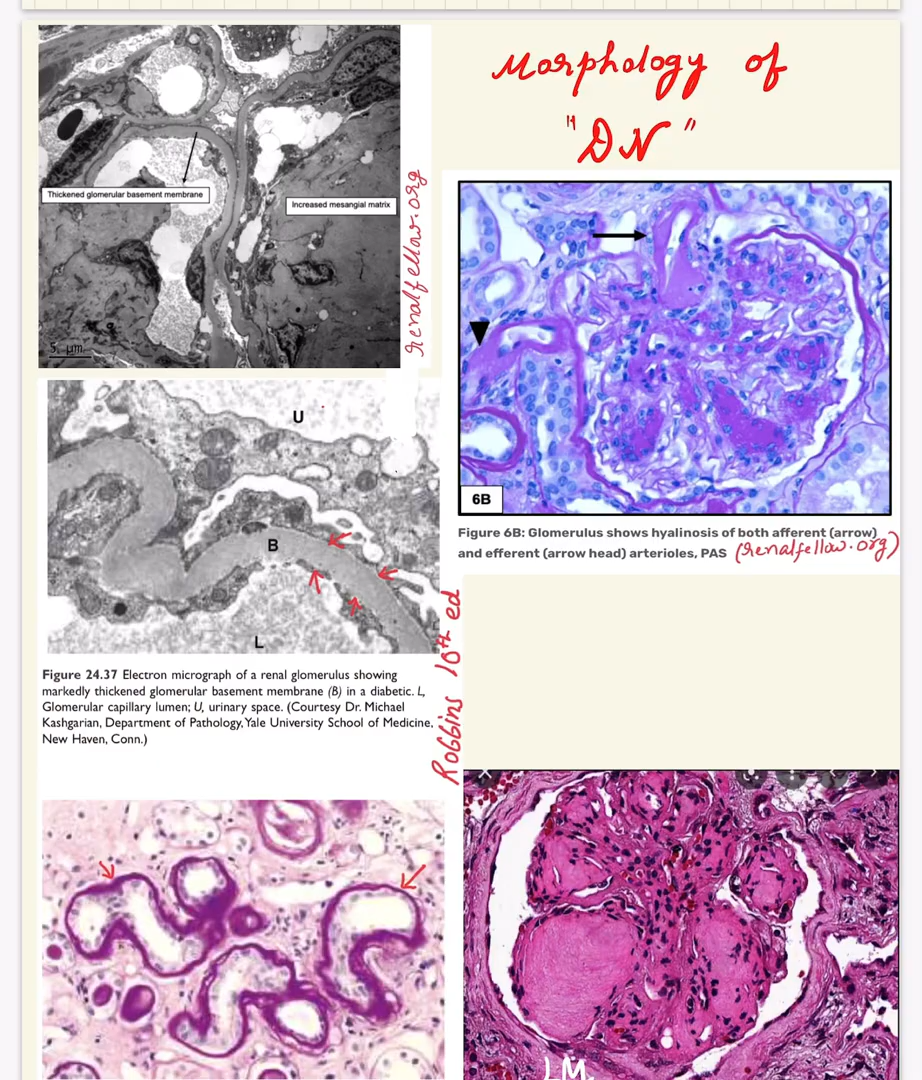 Morphology of
"DN"
Thickened glomerular basement membrane
Increased mesangial matrix
5 µm
renalfellow.org
6B
Figure 6B: Glomerulus shows hyalinosis of both afferent (arrow)
and efferent (arrow head) arterioles, PAS (renalfellow.org)
U
B
L
Figure 24.37 Electron micrograph of a renal glomerulus showing
markedly thickened glomerular basement membrane (B) in a diabetic. L,
Glomerular capillary lumen; U, urinary space. (Courtesy Dr. Michael
Kashgarian, Department of Pathology, Yale University School of Medicine,
New Haven, Conn.)
Robbins 10th ed
LM.